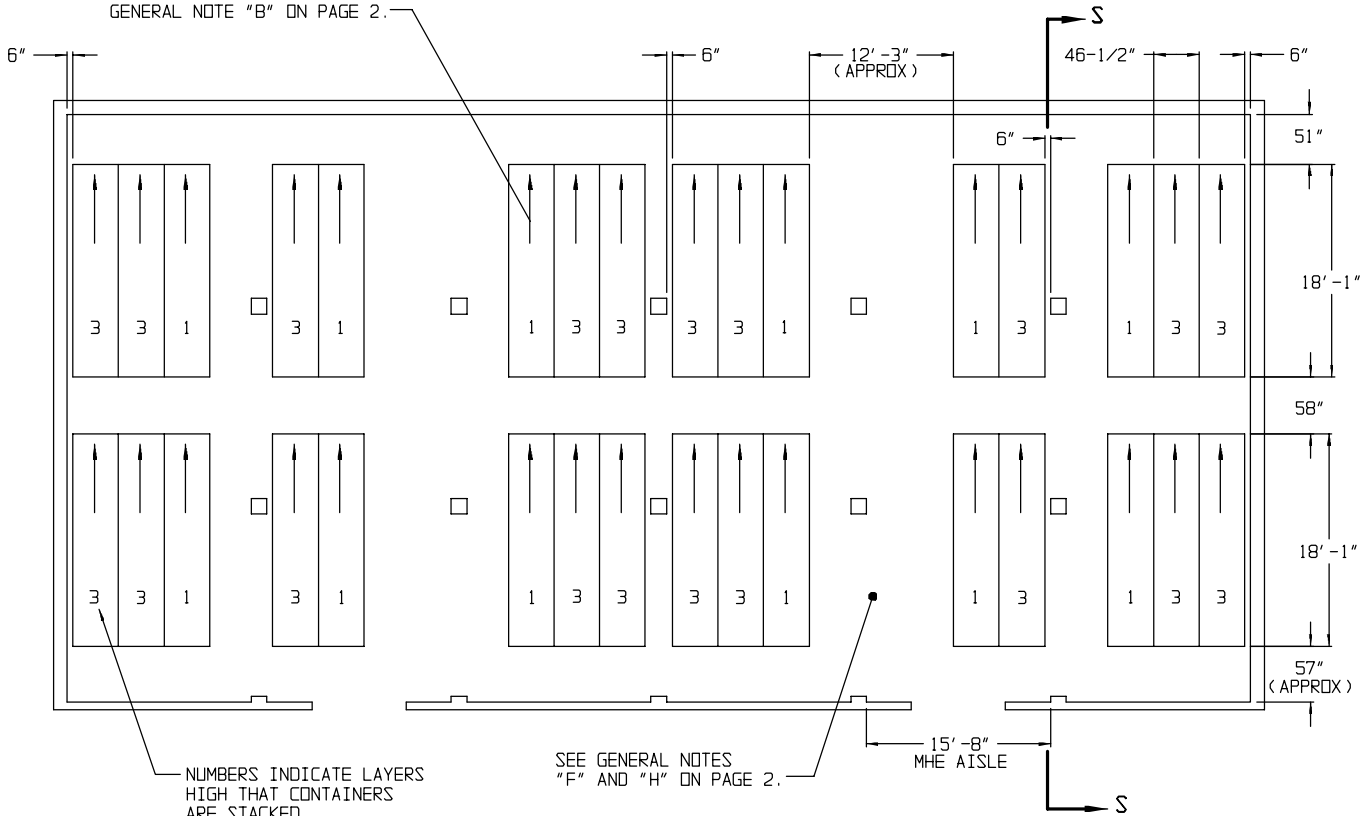 GENERAL NOTE "B" ON PAGE 2.
S
6" 6" 12'-3" 46-1/2" 6"
(APPROX)
6" 51"
18'-1"
3 3 1 3 1 1 3 3 3 3 1 1 3 1 3 3
58"
18'-1"
3 3 1 3 1 1 3 3 3 3 1 1 3 1 3 3
57"
(APPROX)
15'-8"
MHE AISLE
SEE GENERAL NOTES
"F" AND "H" ON PAGE 2.
NUMBERS INDICATE LAYERS
HIGH THAT CONTAINERS
ARE STACKED
S